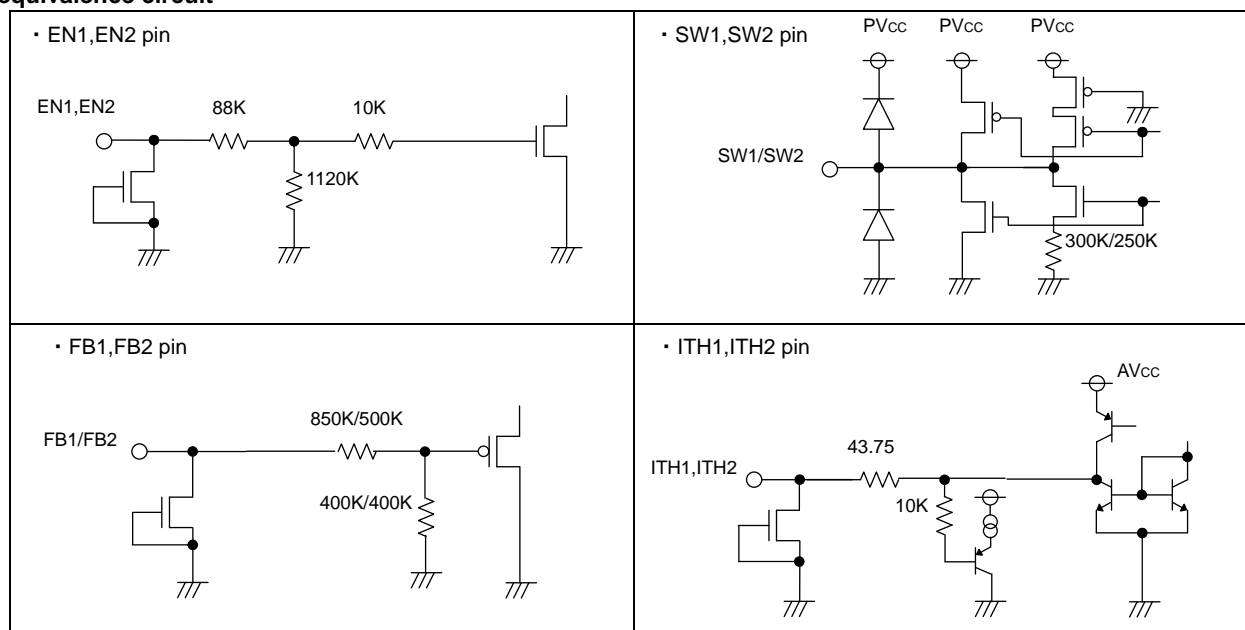 equivalence circuit
・EN1,EN2 pin
EN1,EN2
88K
10K
1120K
・SW1,SW2 pin
PVcc
PVcc
PVcc
SW1/SW2
300K/250K
・FB1,FB2 pin
FB1/FB2
850K/500K
400K/400K
・ITH1,ITH2 pin
AVcc
ITH1,ITH2
43.75
10K